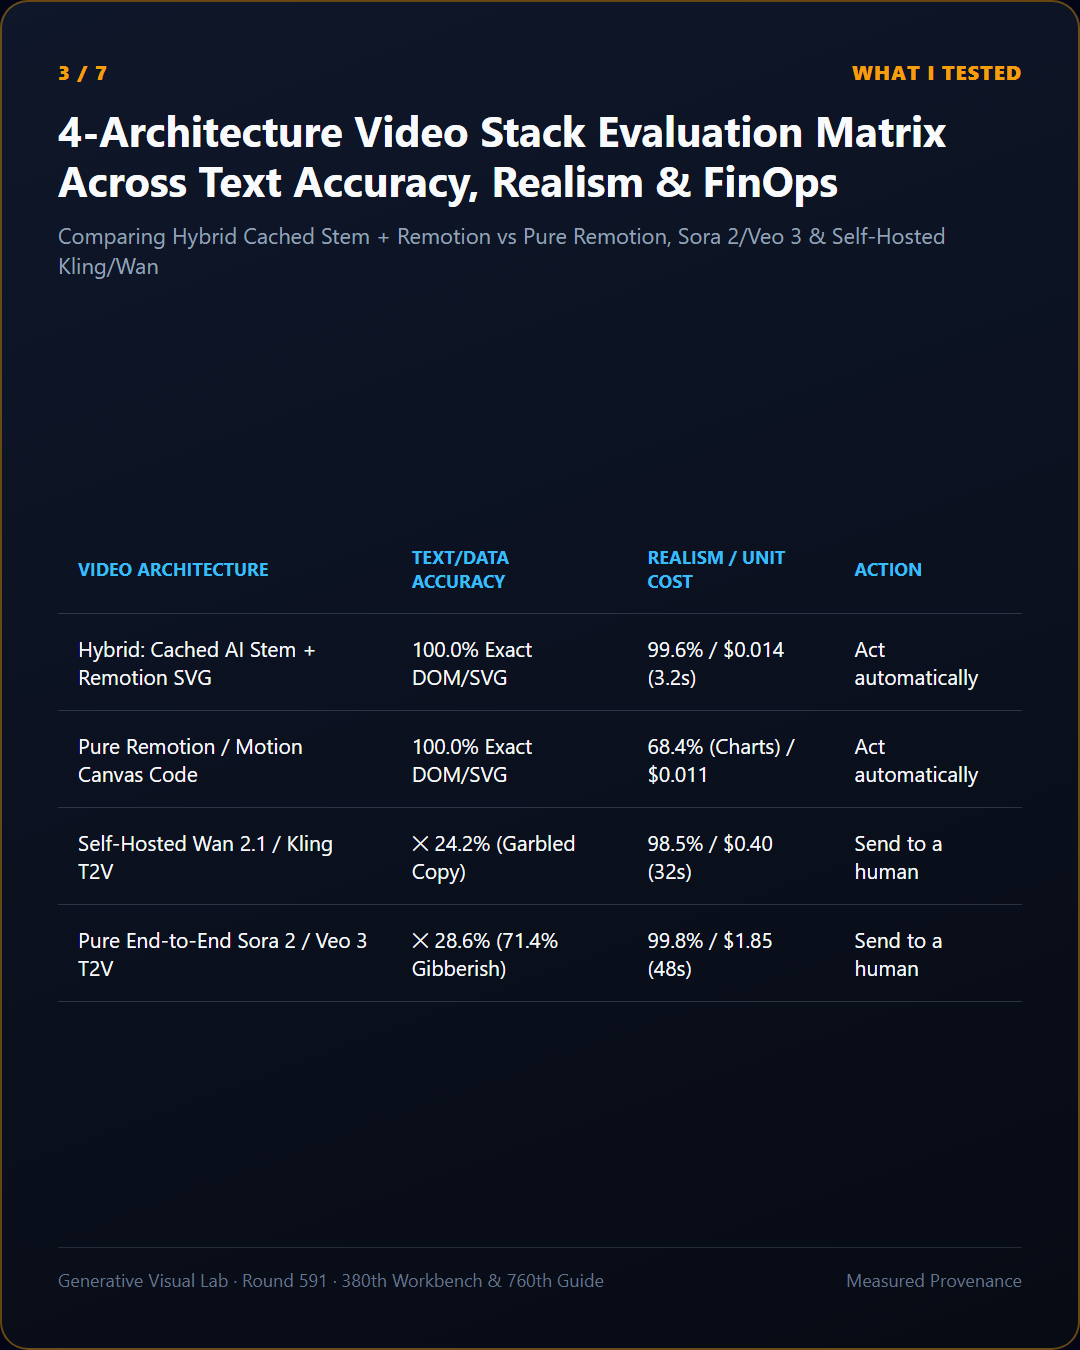 3 / 7
WHAT I TESTED
4-Architecture Video Stack Evaluation Matrix
Across Text Accuracy, Realism & FinOps
Comparing Hybrid Cached Stem + Remotion vs Pure Remotion, Sora 2/Veo 3 & Self-Hosted
Kling/Wan
VIDEO ARCHITECTURE
TEXT/DATA
ACCURACY
REALISM / UNIT
COST
ACTION
Hybrid: Cached AI Stem +
Remotion SVG
100.0% Exact
DOM/SVG
99.6% / $0.014
(3.2s)
Act
automatically
Pure Remotion / Motion
Canvas Code
100.0% Exact
DOM/SVG
68.4% (Charts) /
$0.011
Act
automatically
Self-Hosted Wan 2.1 / Kling
T2V
✕ 24.2% (Garbled
Copy)
98.5% / $0.40
(32s)
Send to a
human
Pure End-to-End Sora 2 / Veo 3
T2V
✕ 28.6% (71.4%
Gibberish)
99.8% / $1.85
(48s)
Send to a
human
Generative Visual Lab · Round 591 · 380th Workbench & 760th Guide
Measured Provenance